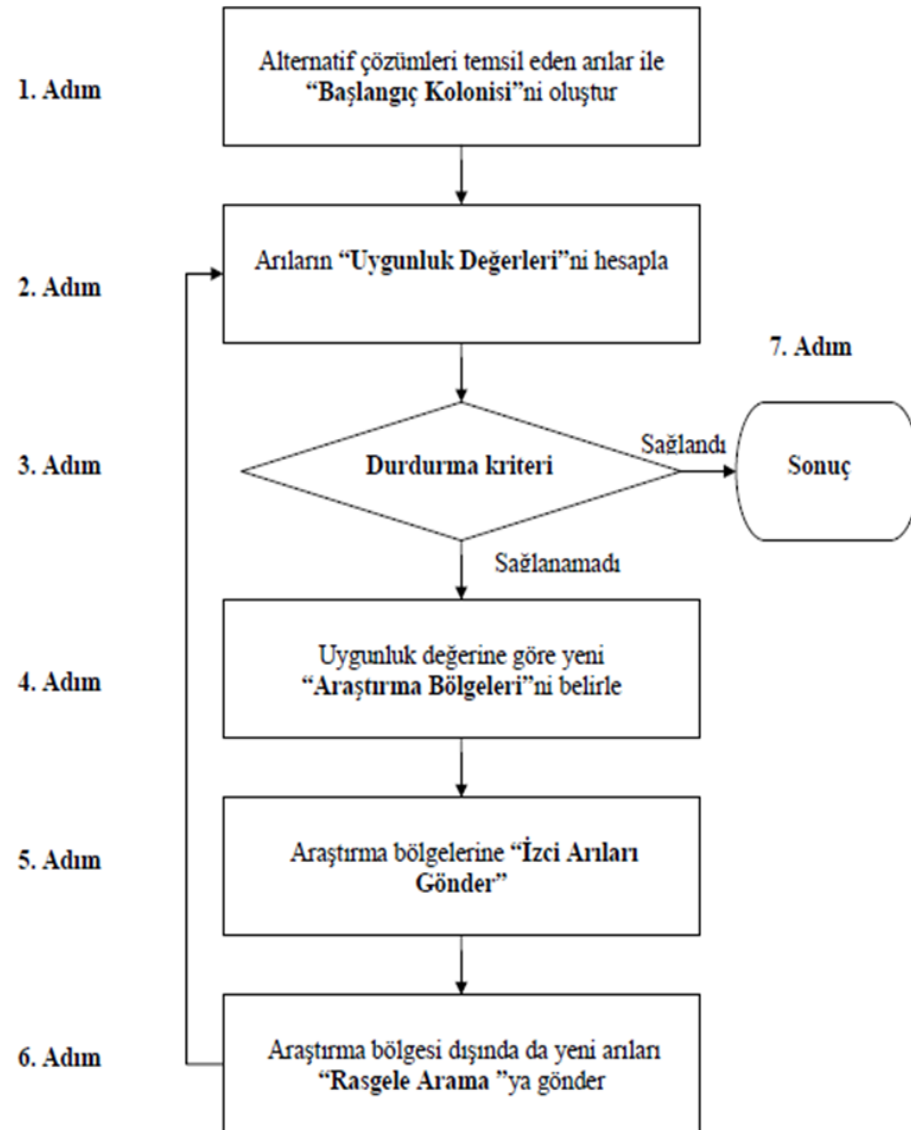 1. Adım
Alternatif çözümleri temsil eden arılar ile
“Başlangıç Kolonisi”ni oluştur
2. Adım
Arıların “Uygunluk Değerleri”ni hesapla
3. Adım
Durdurma kriteri
Sağlandı
7. Adım
Sonuç
Sağlanamadı
4. Adım
Uygunluk değerine göre yeni
“Araştırma Bölgeleri”ni belirle
5. Adım
Araştırma bölgelerine “İzci Arıları
Gönder”
6. Adım
Araştırma bölgesi dışında da yeni arıları
“Rasgele Arama ”ya gönder